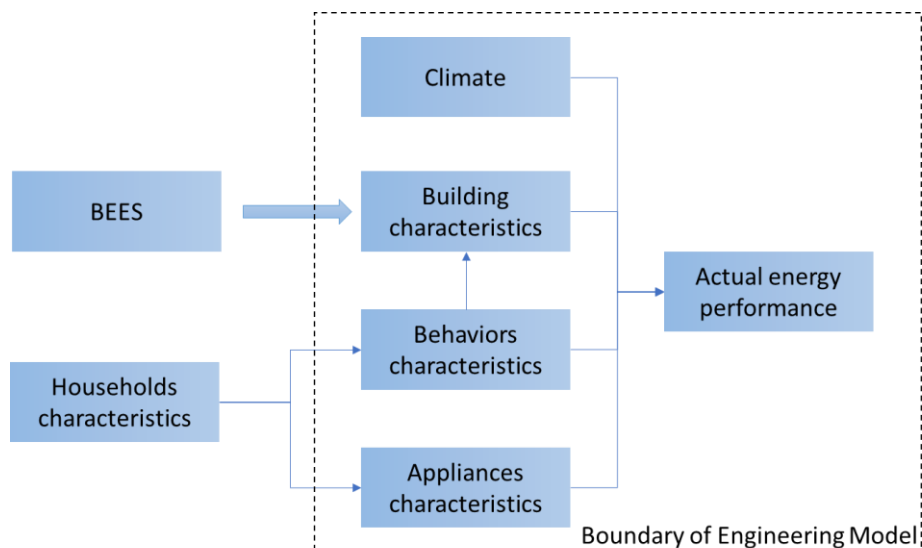 Climate
BEES
Building
characteristics
Actual energy
performance
Behaviors
characteristics
Households
characteristics
Appliances
characteristics
Boundary of Engineering Model